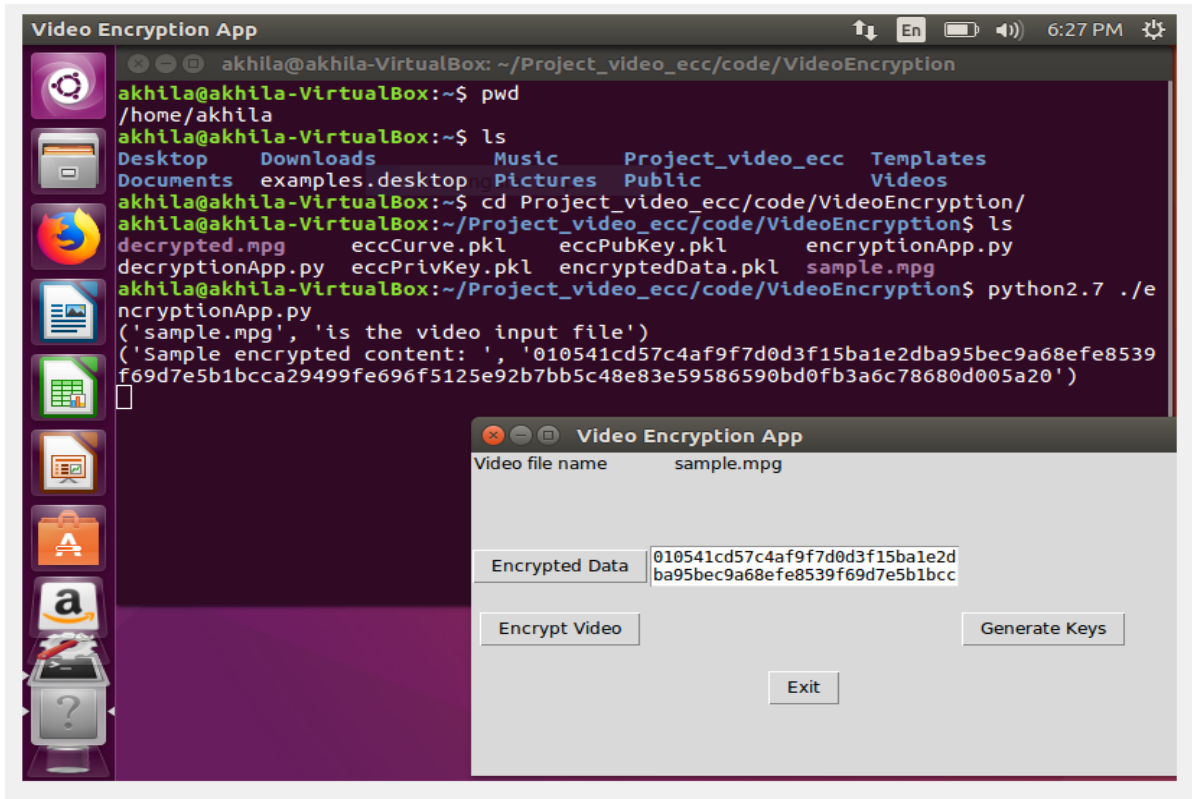 Video Encryption App
En
6:27 PM
akhila@akhila-VirtualBox: ~/Project_video_ecc/code/VideoEncryption
akhila@akhila-VirtualBox:~$ pwd
/home/akhila
akhila@akhila-VirtualBox:~$ ls
Desktop Downloads Music Project_video_ecc Templates
Documents examples.desktop Pictures Public Videos
akhila@akhila-VirtualBox:~$ cd Project_video_ecc/code/VideoEncryption/
akhila@akhila-VirtualBox:~/Project_video_ecc/code/VideoEncryption$ ls
decrypted.mpg eccCurve.pkl eccPubKey.pkl encryptionApp.py
decryptionApp.py eccPrivKey.pkl encryptedData.pkl sample.mpg
akhila@akhila-VirtualBox:~/Project_video_ecc/code/VideoEncryption$ python2.7 ./e
ncryptionApp.py
('sample.mpg', 'is the video input file')
('Sample encrypted content: ', '010541cd57c4af9f7d0d3f15ba1e2dba95bec9a68efe8539
f69d7e5b1bcca29499fe696f5125e92b7bb5c48e83e59586590bd0fb3a6c78680d005a20')
Video Encryption App
Video file name sample.mpg
Encrypted Data
010541cd57c4af9f7d0d3f15ba1e2d
ba95bec9a68efe8539f69d7e5b1bcc
Encrypt Video
Generate Keys
Exit